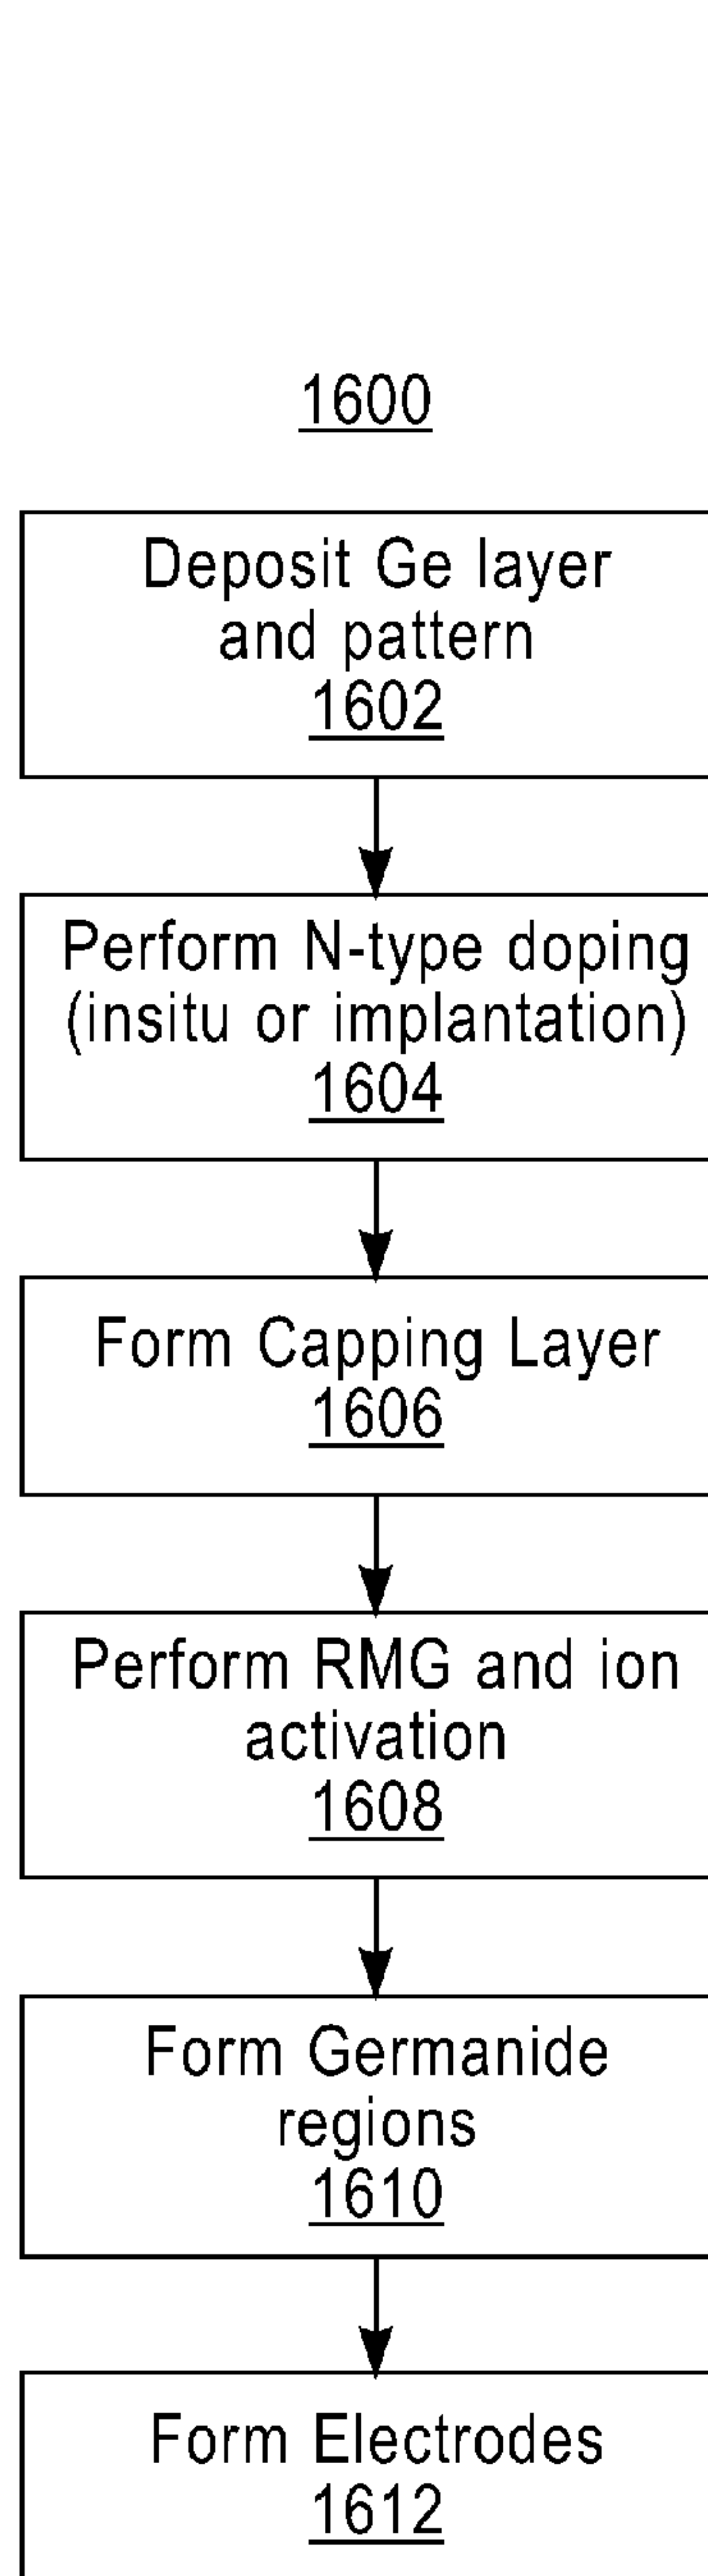 1600
Deposit Ge layer
and pattern
1602
Perform N-type doping
(insitu or implantation)
1604
Form Capping Layer
1606
Perform RMG and ion
activation
1608
Form Germanide
regions
1610
Form Electrodes
1612